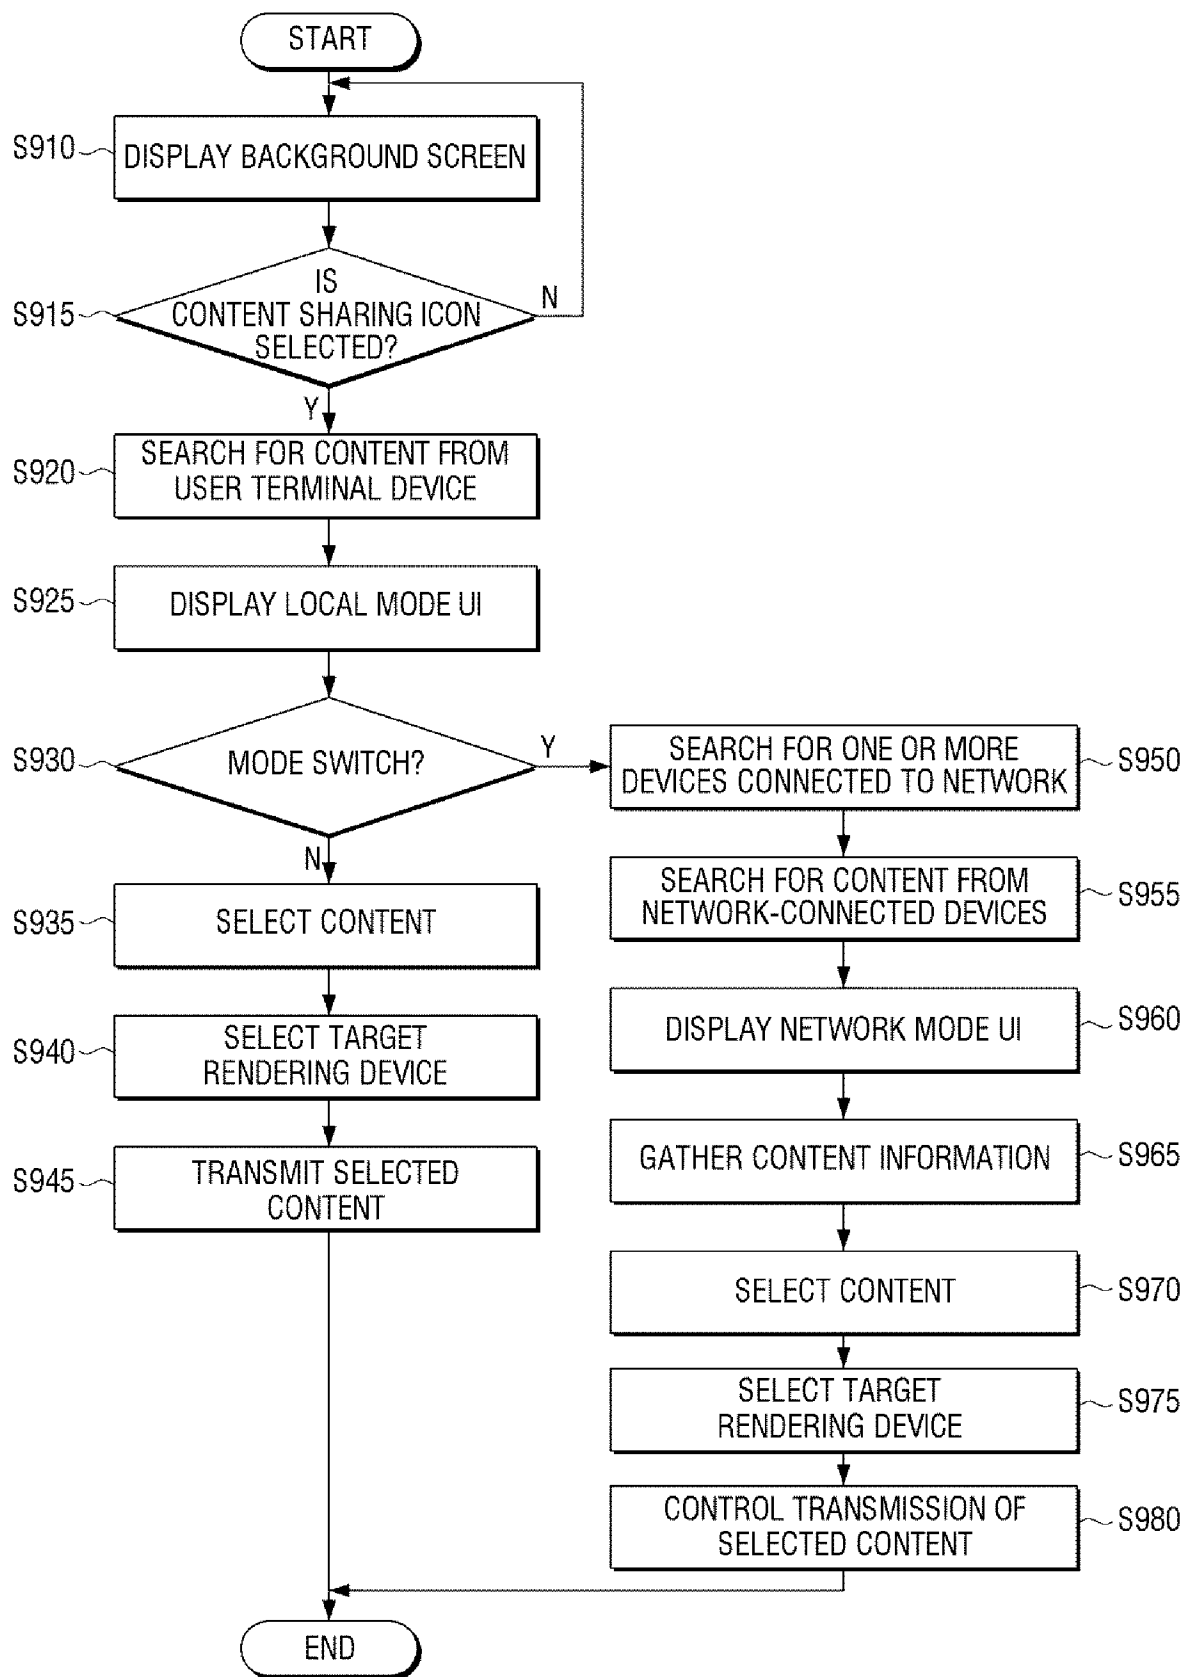 START
S910
DISPLAY BACKGROUND SCREEN
S915
IS
CONTENT SHARING ICON
SELECTED?
N
Y
S920
SEARCH FOR CONTENT FROM
USER TERMINAL DEVICE
S925
DISPLAY LOCAL MODE UI
S930
MODE SWITCH?
Y
N
S935
SELECT CONTENT
S940
SELECT TARGET
RENDERING DEVICE
S945
TRANSMIT SELECTED
CONTENT
SEARCH FOR ONE OR MORE
DEVICES CONNECTED TO NETWORK
S950
SEARCH FOR CONTENT FROM
NETWORK-CONNECTED DEVICES
S955
DISPLAY NETWORK MODE UI
S960
GATHER CONTENT INFORMATION
S965
SELECT CONTENT
S970
SELECT TARGET
RENDERING DEVICE
S975
CONTROL TRANSMISSION OF
SELECTED CONTENT
S980
END